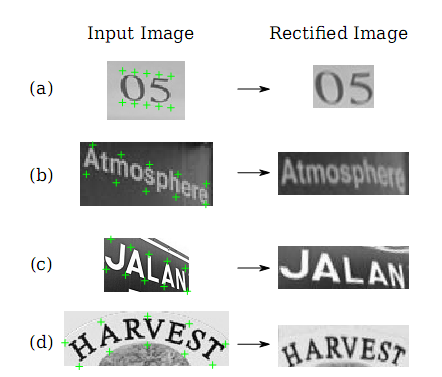 Input Image Rectified Image
(a) 05 05
(b) Atmosphere Atmosphere
(c) JALAN JALAN
(d) HARVEST HARVEST